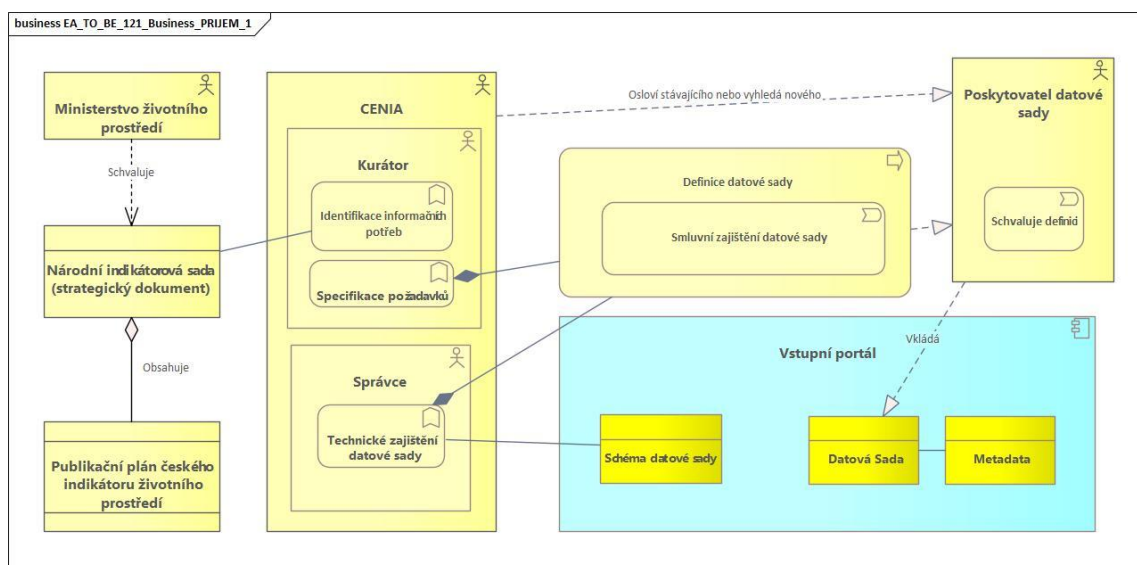 business EA_TO_BE_121_Business_PRIJEM_1
Ministerstvo životního
prostředí
Schvaluje
Národní indikátorová sada
(strategický dokument)
Obsahuje
Publikační plán českého
indikátoru životního
prostředí
CENIA
Kurátor
Identifikace informačních
potřeb
Specifikace požadavků
Správce
Technické zajištění
datové sady
Osloví stávajícího nebo vyhledá nového
Definice datové sady
Smluvní zajištění datové sady
Poskytovatel datové
sady
Schvaluje definici
Vkládá
Vstupní portál
Schéma datové sady
Datová Sada
Metadata